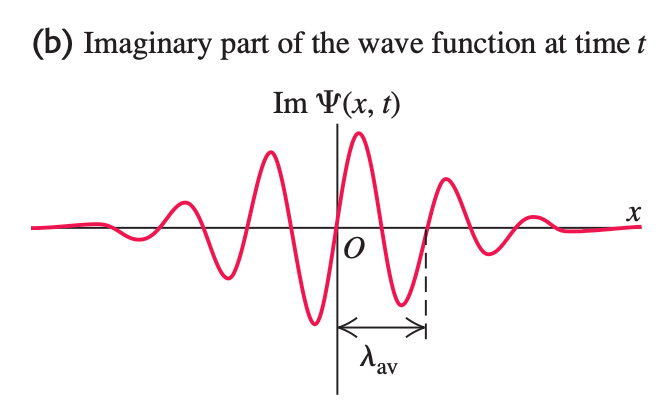 (b) Imaginary part of the wave function at time t
Im Ψ(x, t)
x
O
λav